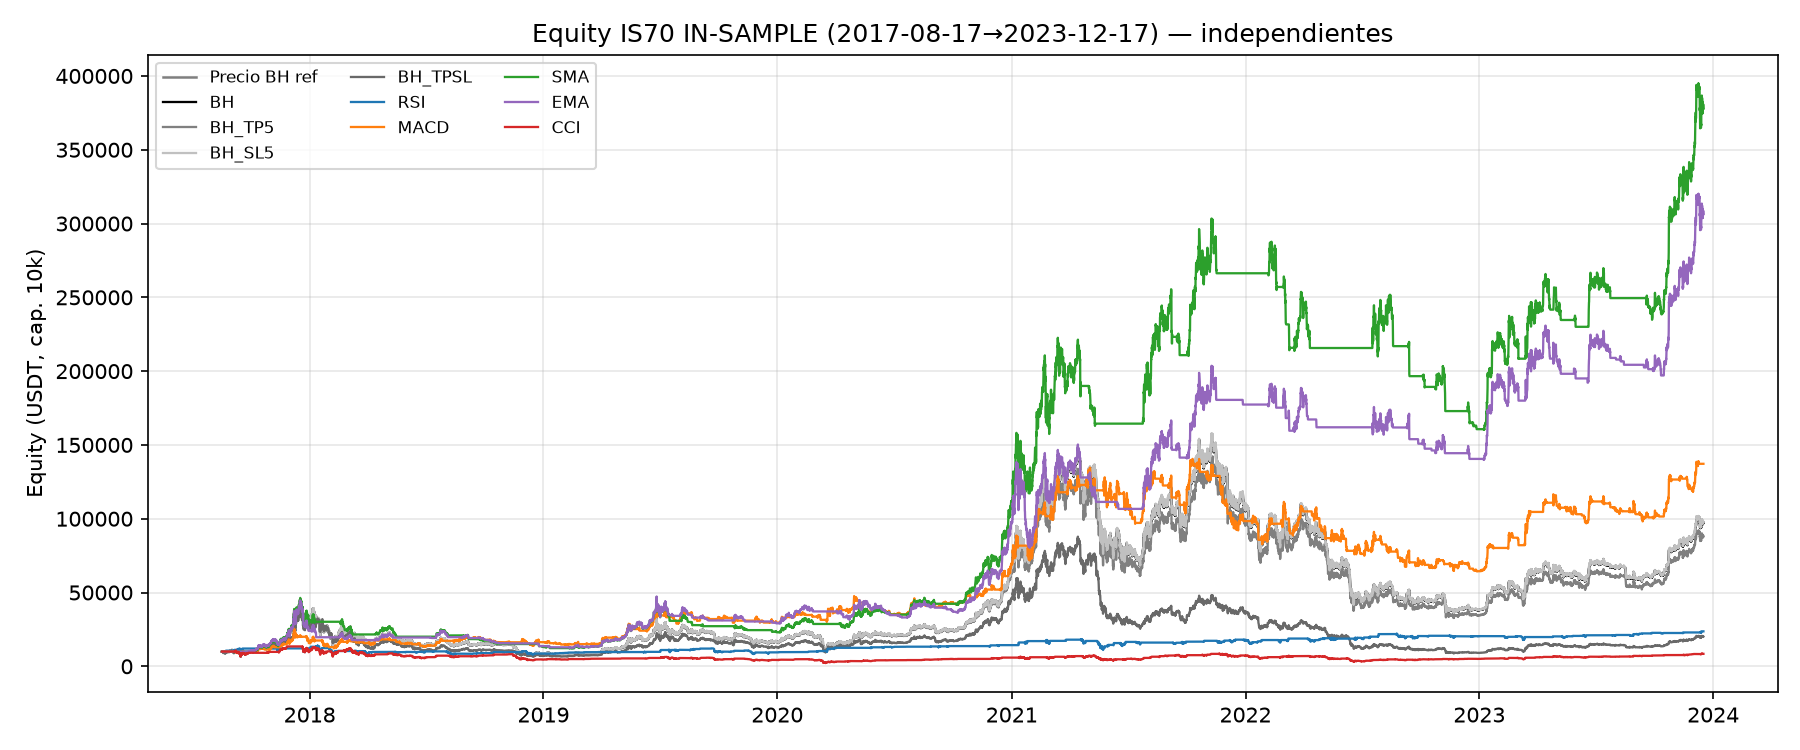 Equity IS70 IN-SAMPLE (2017-08-17→2023-12-17) — independientes
Equity (USDT, cap. 10k)
400000
350000
300000
250000
200000
150000
100000
50000
0
Precio BH ref
BH
BH_TP5
BH_SL5
BH_TPSL
RSI
MACD
SMA
EMA
CCI
2018
2019
2020
2021
2022
2023
2024